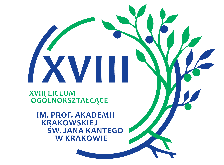 XVIII
XVIII LICEUM
OGÓLNOKSZTAŁCĄCE
IM. PROF. AKADEMII
KRAKOWSKIEJ
ŚW. JANA KANTEGO
W KRAKOWIE